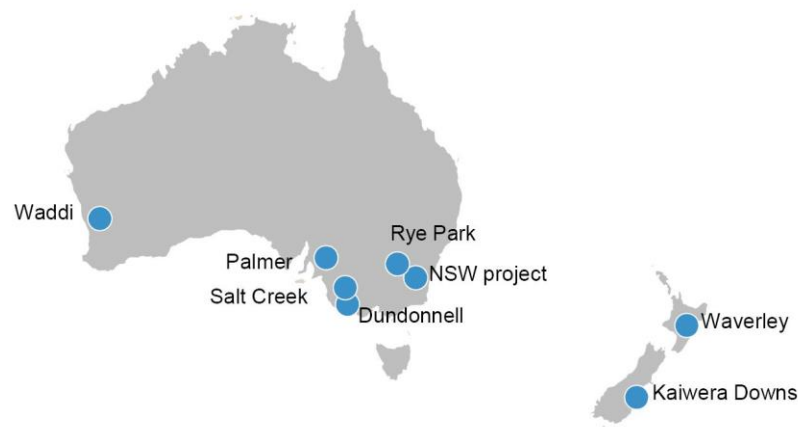 Waddi
Rye Park
Palmer
NSW project
Salt Creek
Dundonnell
Waverley
Kaiwera Downs